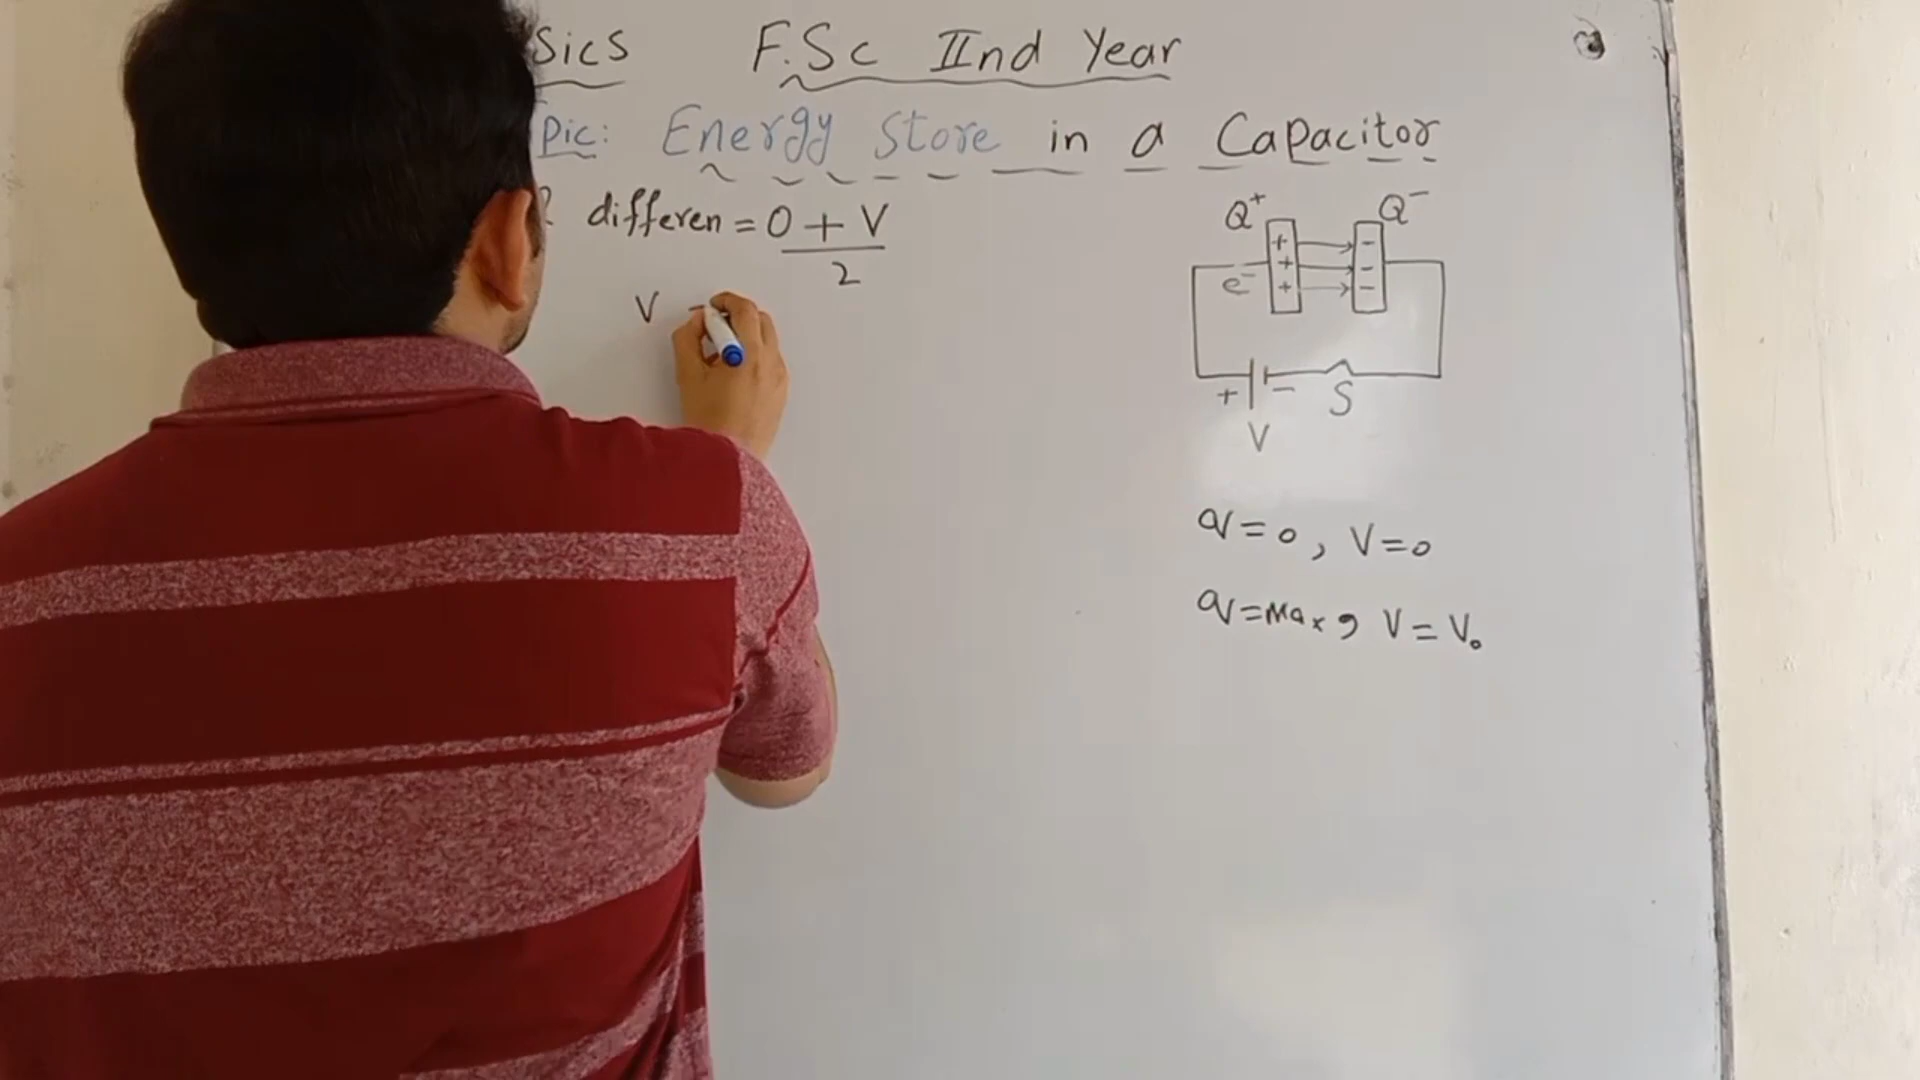 sics F.Sc IInd Year
pic: Energy Store in a Capacitor
differen = 0 + V
2
V =
Q⁺ Q⁻
+ −
e⁻ + −
+ −
+ − S
V
q=0, V=0
q=Max, V=V₀